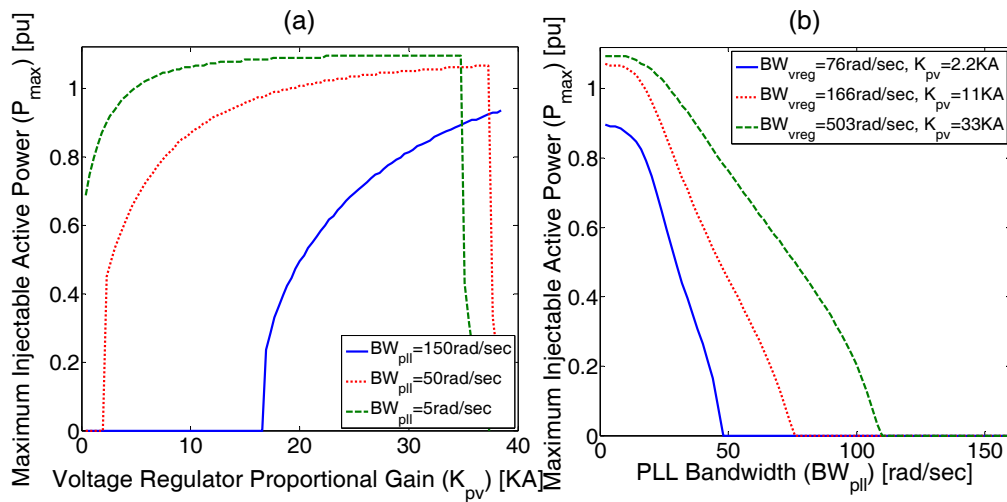 (a)
Maximum Injectable Active Power (P_max) [pu]
1
0.8
0.6
0.4
0.2
0
0
10
20
30
40
Voltage Regulator Proportional Gain (K_pv) [KA]
BW_pll=150rad/sec
BW_pll=50rad/sec
BW_pll=5rad/sec
(b)
Maximum Injectable Active Power (P_max) [pu]
1
0.8
0.6
0.4
0.2
0
0
50
100
150
PLL Bandwidth (BW_pll) [rad/sec]
BW_vreg=76rad/sec, K_pv=2.2KA
BW_vreg=166rad/sec, K_pv=11KA
BW_vreg=503rad/sec, K_pv=33KA